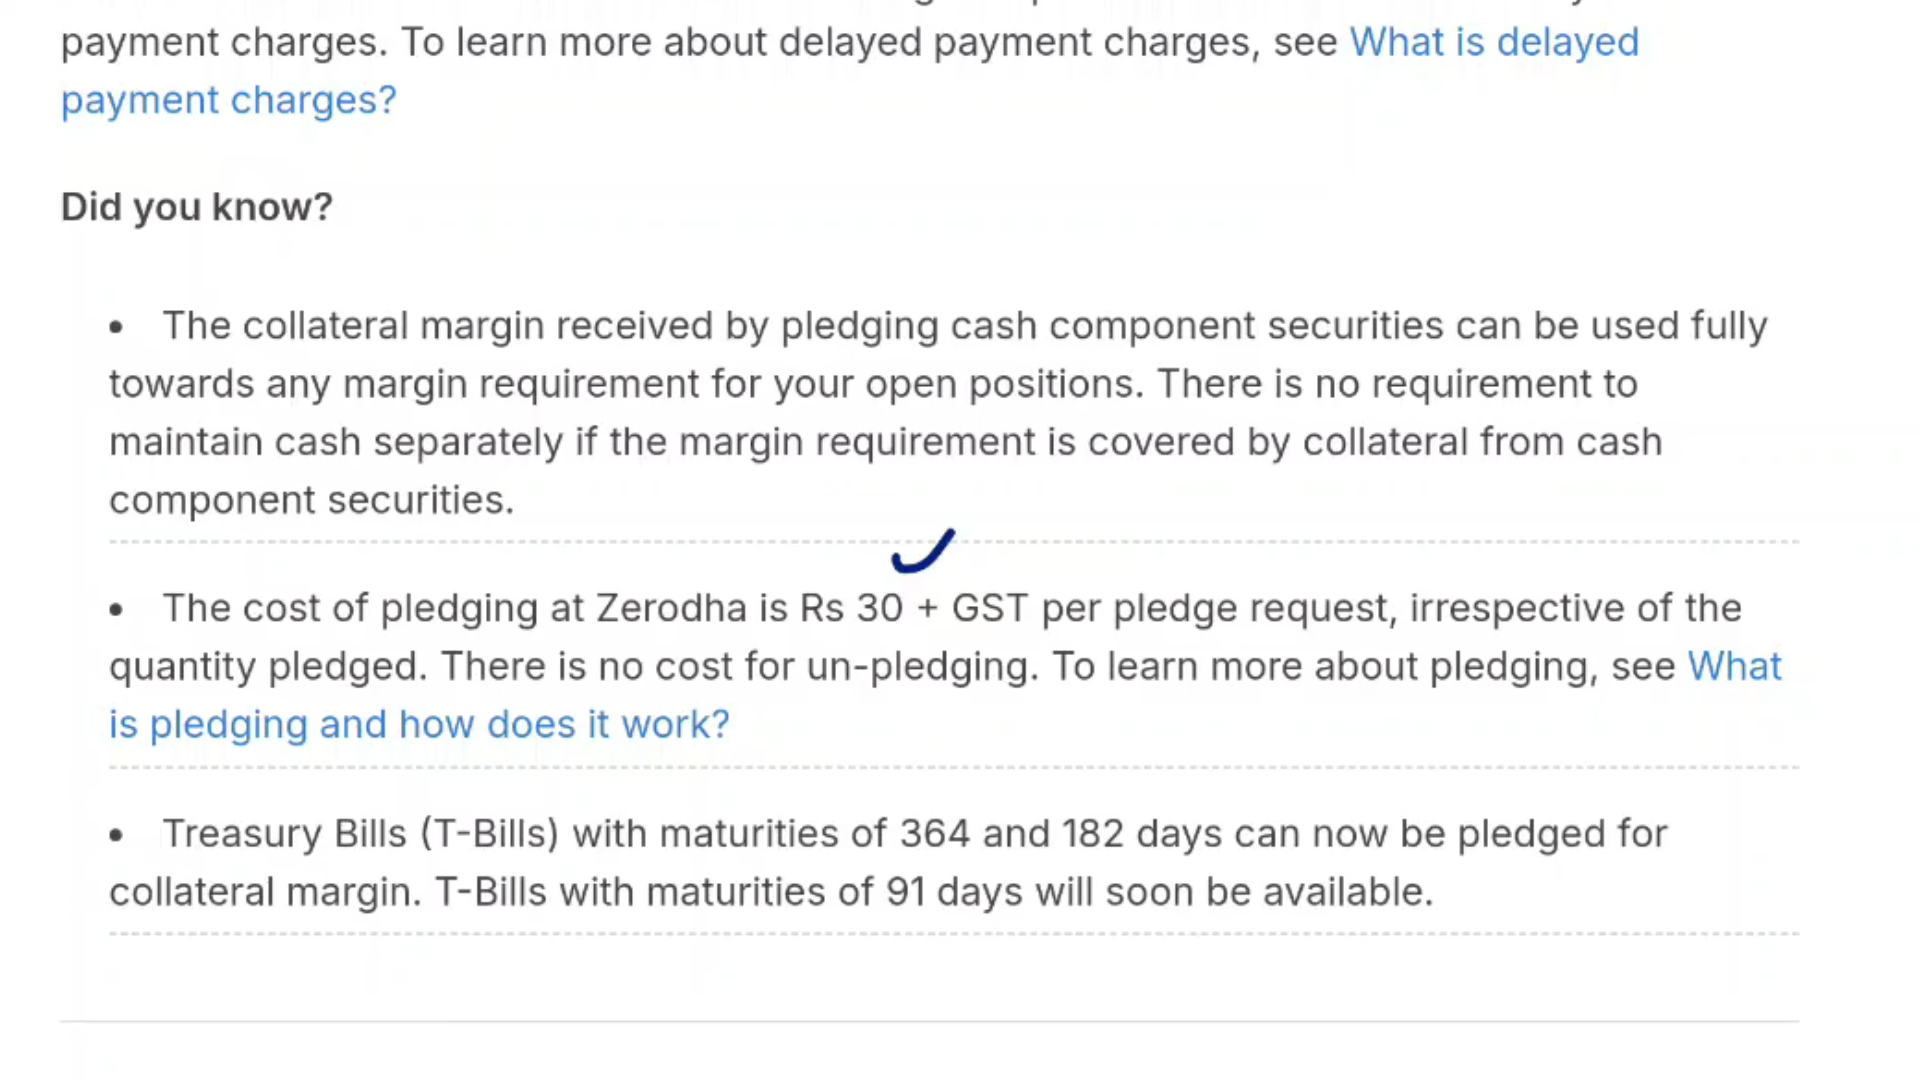 payment charges. To learn more about delayed payment charges, see What is delayed
payment charges?
Did you know?
• The collateral margin received by pledging cash component securities can be used fully
towards any margin requirement for your open positions. There is no requirement to
maintain cash separately if the margin requirement is covered by collateral from cash
component securities.
• The cost of pledging at Zerodha is Rs 30 + GST per pledge request, irrespective of the
quantity pledged. There is no cost for un-pledging. To learn more about pledging, see What
is pledging and how does it work?
• Treasury Bills (T-Bills) with maturities of 364 and 182 days can now be pledged for
collateral margin. T-Bills with maturities of 91 days will soon be available.